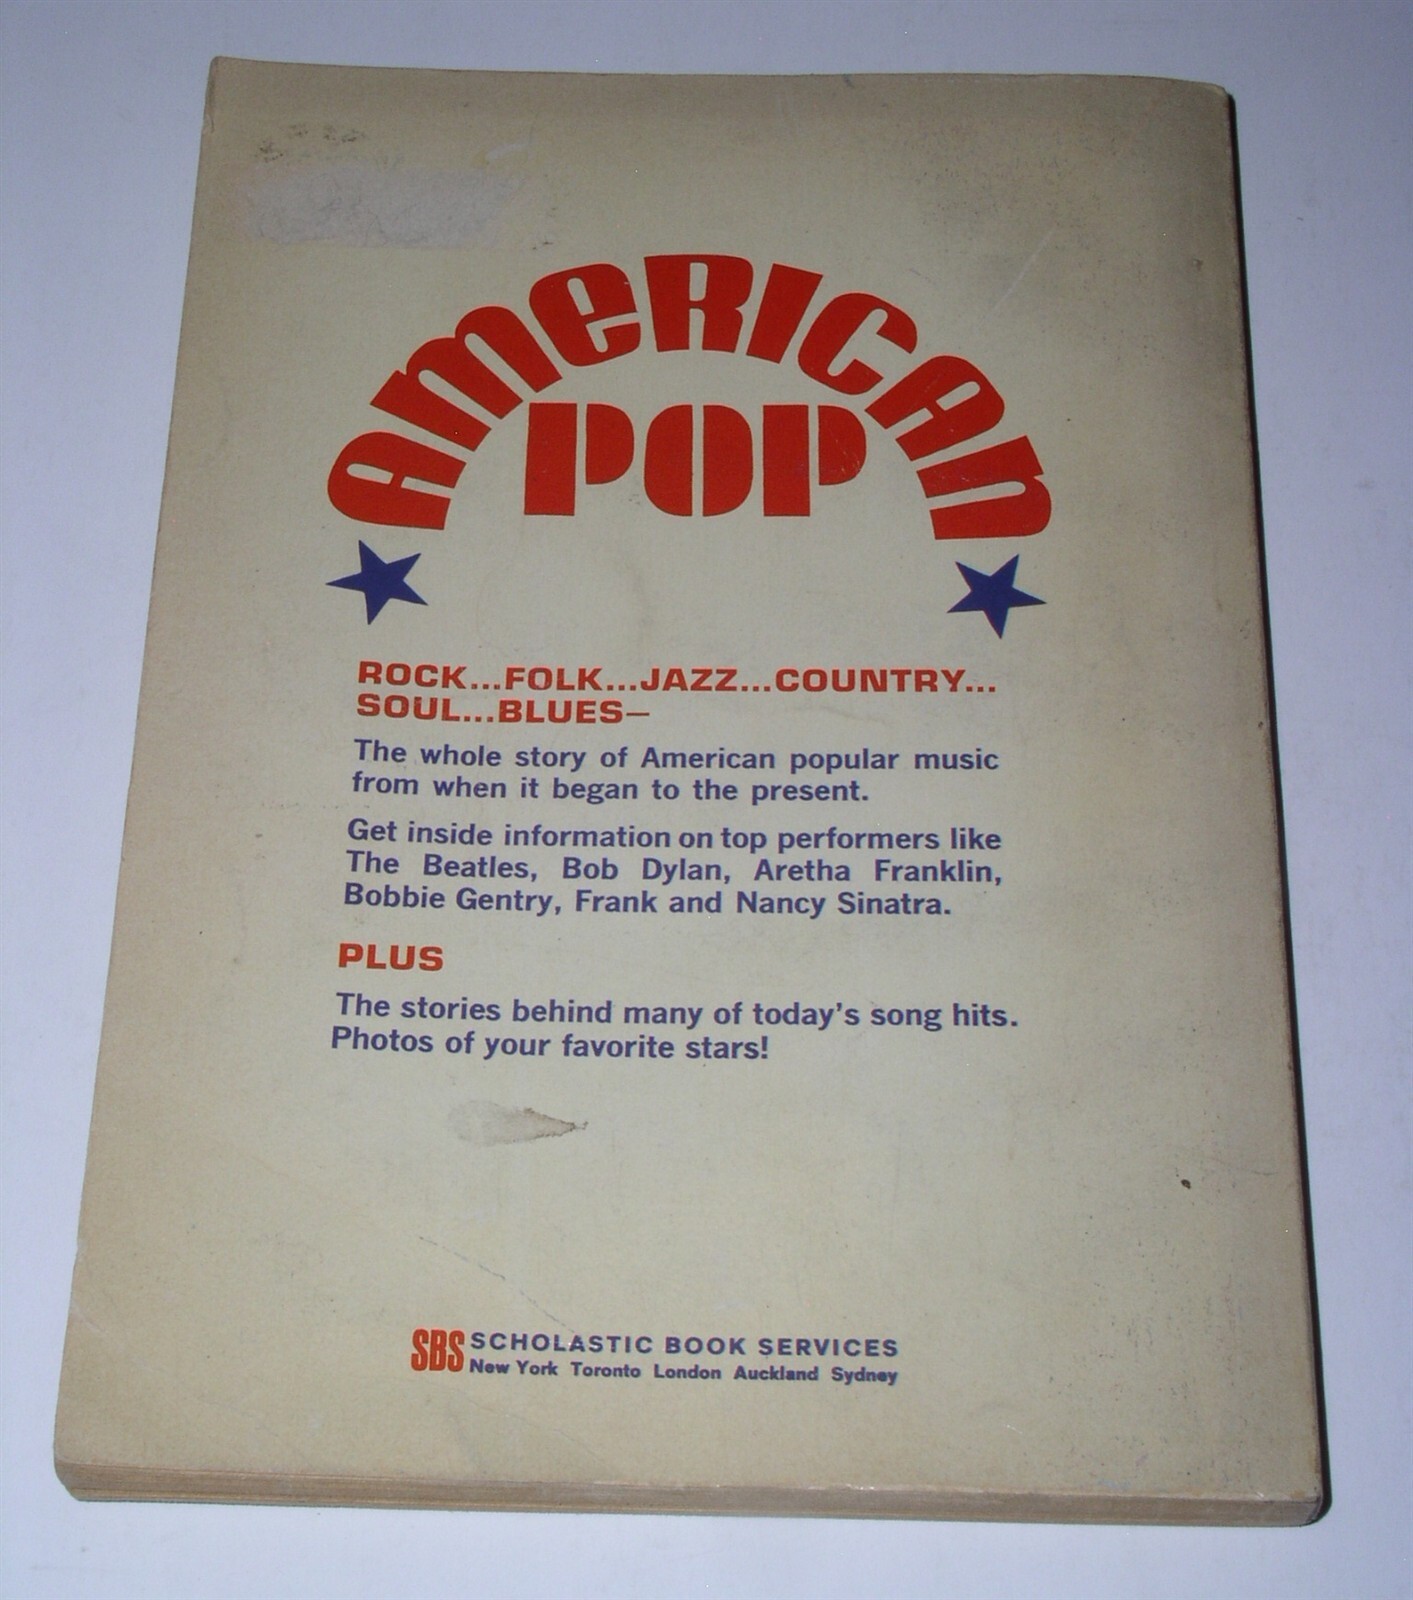 AMERICAN
POP
ROCK...FOLK...JAZZ...COUNTRY...
SOUL...BLUES—
The whole story of American popular music
from when it began to the present.
Get inside information on top performers like
The Beatles, Bob Dylan, Aretha Franklin,
Bobbie Gentry, Frank and Nancy Sinatra.
PLUS
The stories behind many of today's song hits.
Photos of your favorite stars!
SBS SCHOLASTIC BOOK SERVICES
New York Toronto London Auckland Sydney